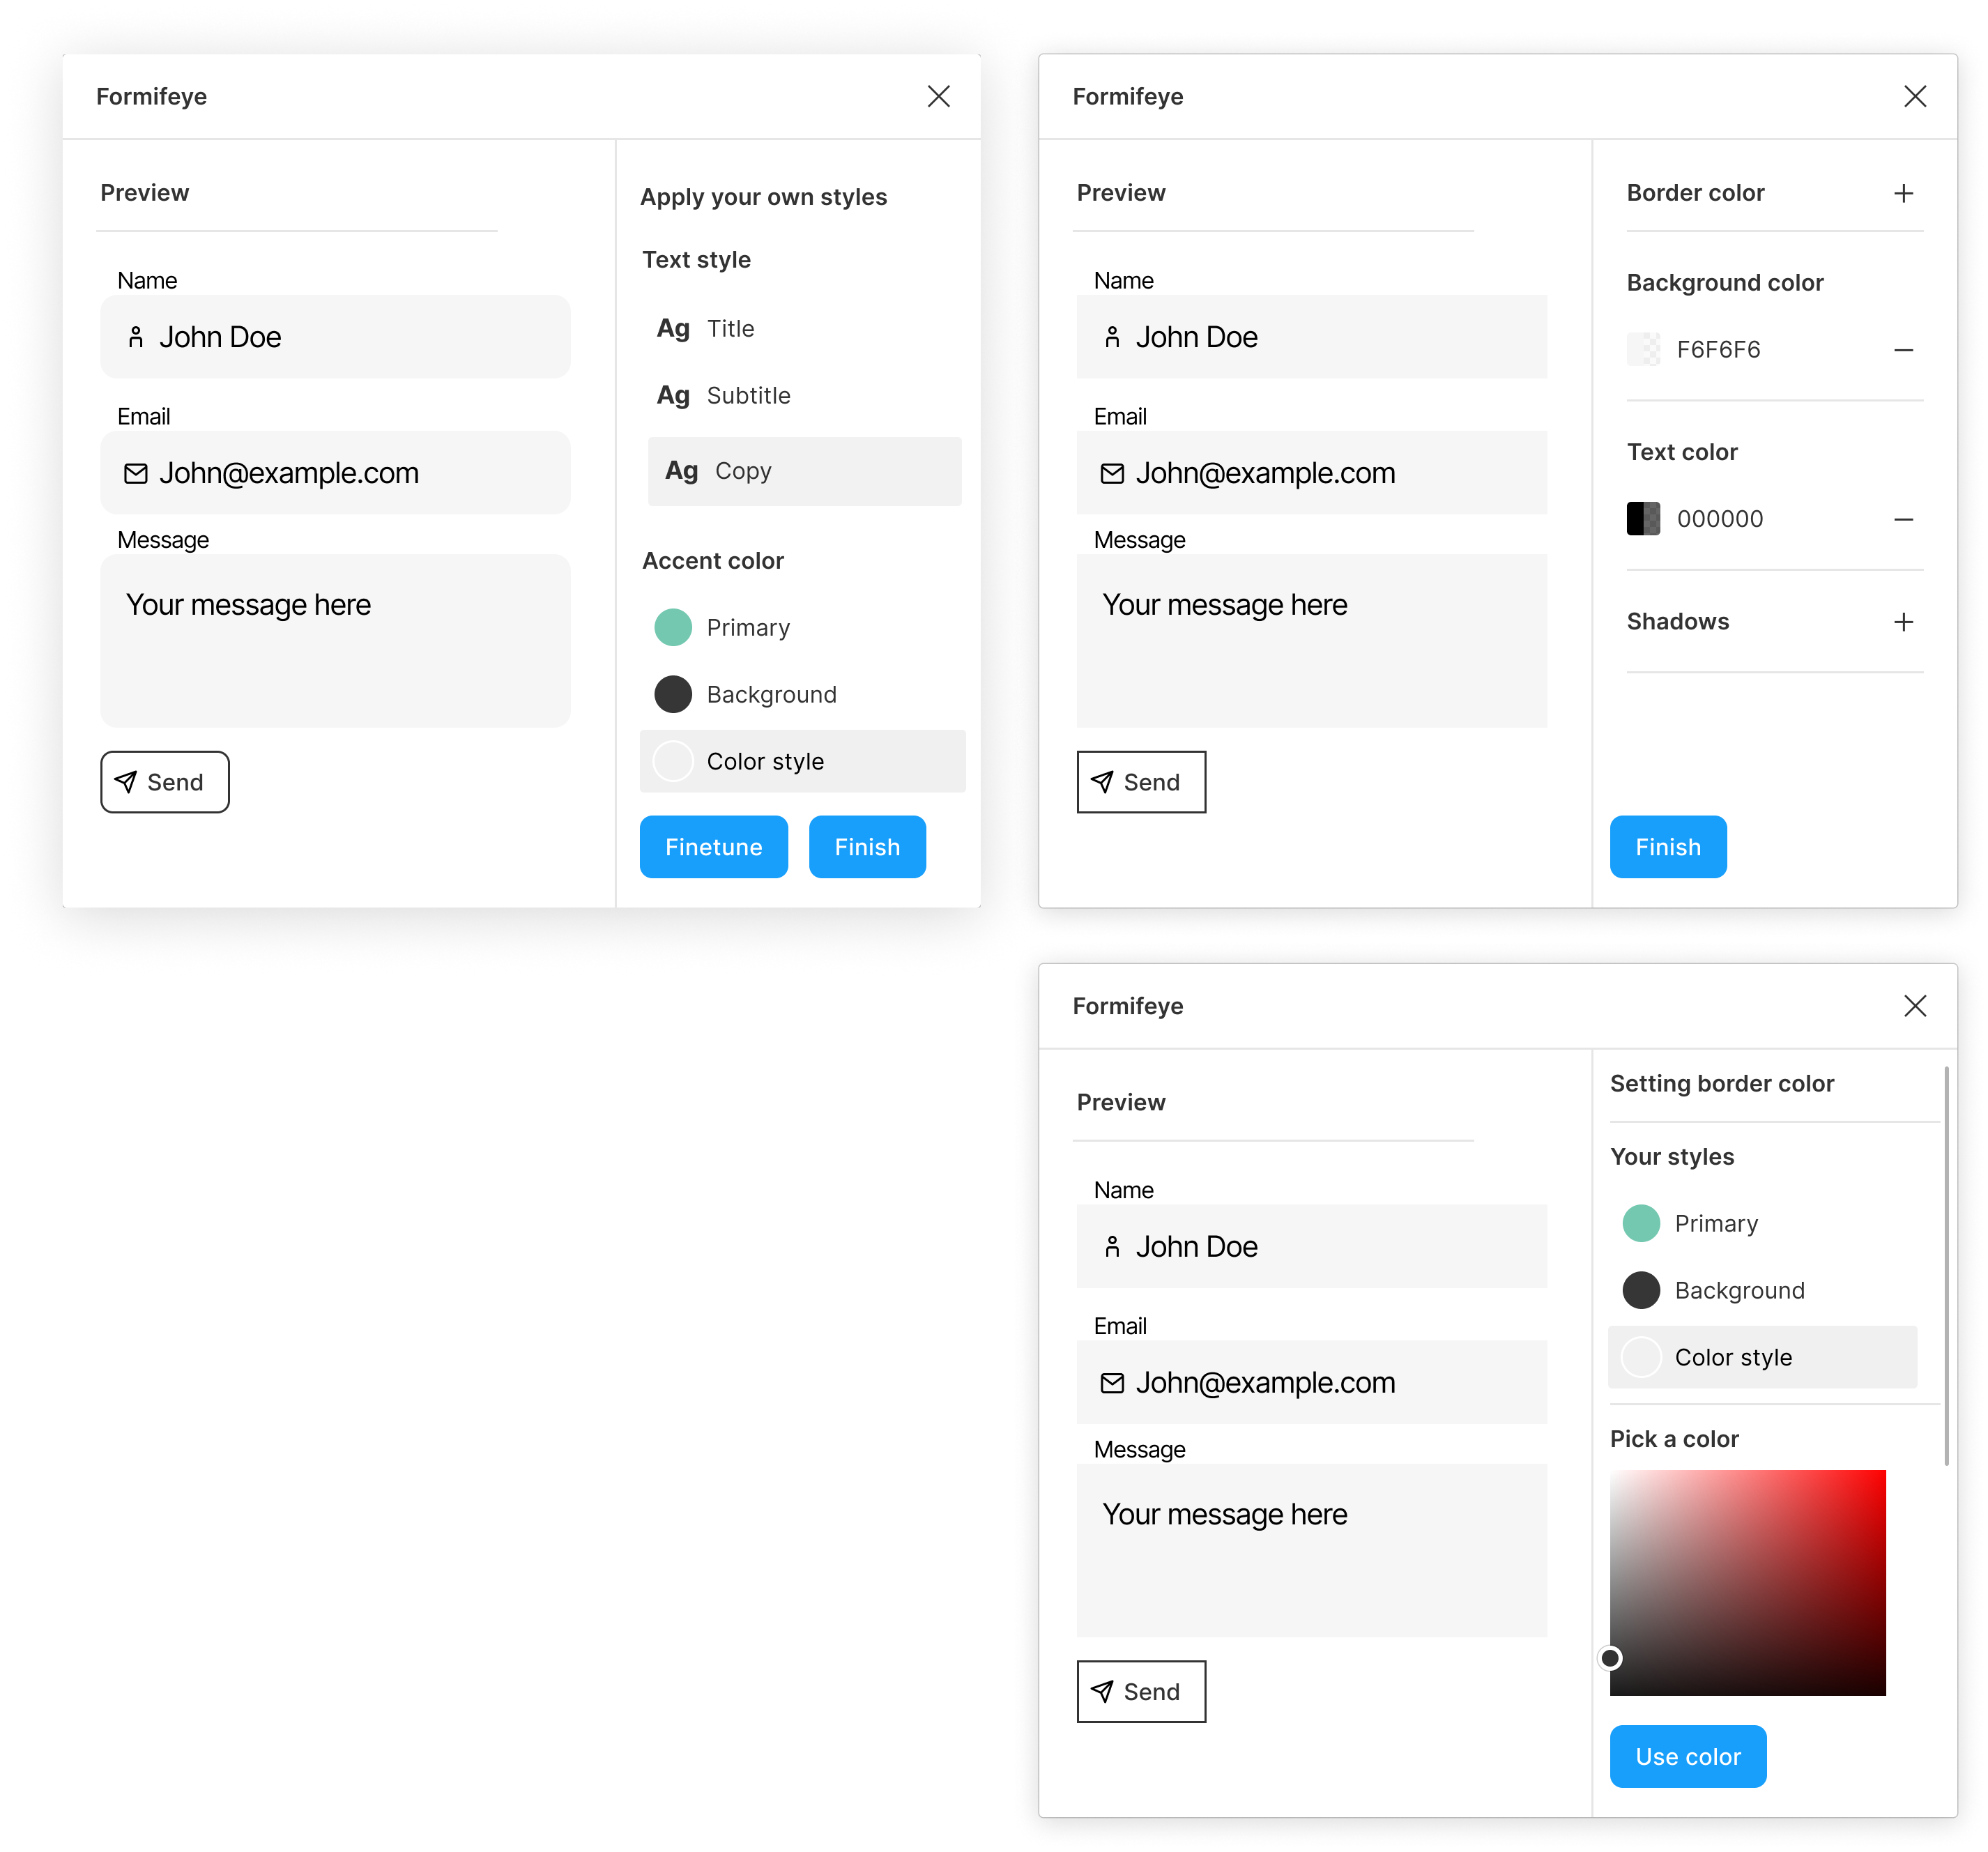 Formifeye
Preview
Name
John Doe
Email
John@example.com
Message
Your message here
Send
Apply your own styles
Text style
Ag Title
Ag Subtitle
Ag Copy
Accent color
Primary
Background
Color style
Finetune Finish
Formifeye
Preview
Name
John Doe
Email
John@example.com
Message
Your message here
Send
Border color
Background color
F6F6F6
Text color
000000
Shadows
Finish
Formifeye
Preview
Name
John Doe
Email
John@example.com
Message
Your message here
Send
Setting border color
Your styles
Primary
Background
Color style
Pick a color
Use color